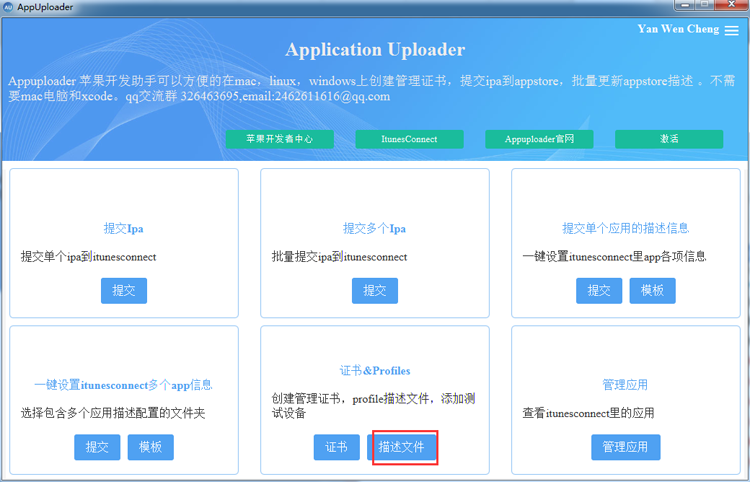 AppUploader
Yan Wen Cheng
Application Uploader
Appuploader 苹果开发助手可以方便的在mac，linux，windows上创建管理证书，提交ipa到appstore，批量更新appstore描述 。不需
要mac电脑和xcode。qq交流群 326463695,email:2462611616@qq.com
苹果开发者中心
ItunesConnect
Appuploader官网
激活
提交Ipa
提交单个ipa到itunesconnect
提交
提交多个Ipa
批量提交ipa到itunesconnect
提交
提交单个应用的描述信息
一键设置itunesconnect里app各项信息
提交 模板
一键设置itunesconnect多个app信息
选择包含多个应用描述配置的文件夹
提交 模板
证书&Profiles
创建管理证书，profile描述文件，添加测
试设备
证书 描述文件
管理应用
查看itunesconnect里的应用
管理应用